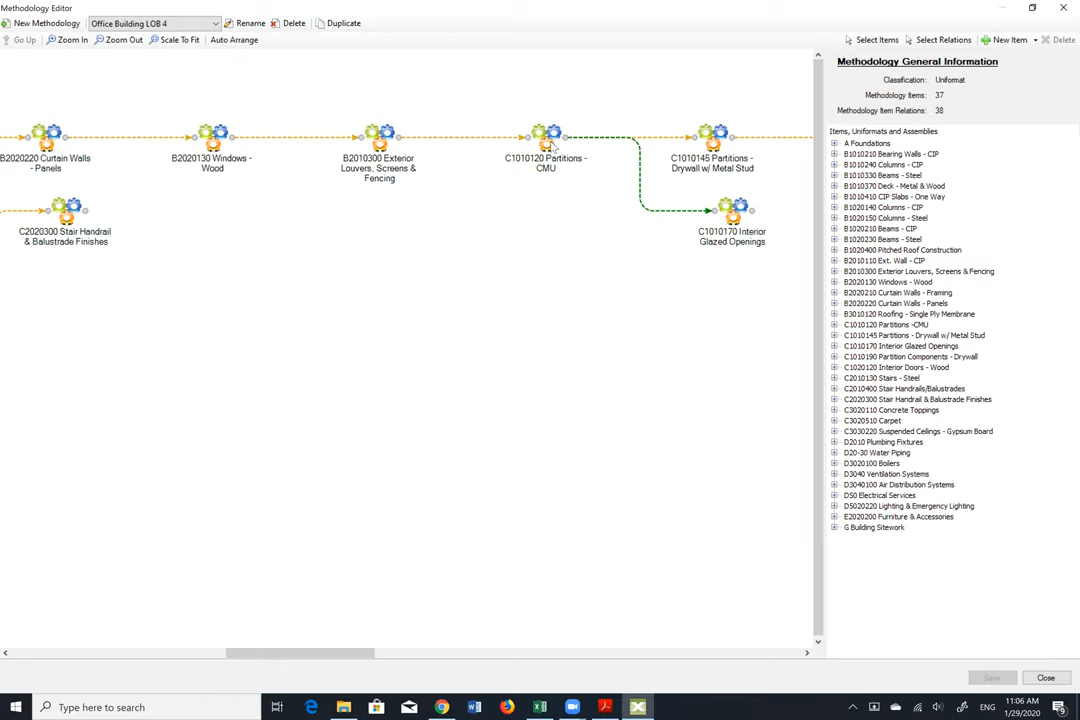 Methodology Editor
New Methodology Office Building LOB 4 Rename Delete Duplicate
Go Up Zoom In Zoom Out Scale To Fit Auto Arrange Select Items Select Relations New Item Delete
Methodology General Information
Classification: Uniformat
Methodology Items: 37
Methodology Item Relations: 38
Items, Uniformats and Assemblies
A Foundations
B1010210 Bearing Walls - CIP
B1010240 Columns - CIP
B1010330 Beams - Steel
B1010370 Deck - Metal & Wood
B1010410 CIP Slabs - One Way
B1020140 Columns - CIP
B1020150 Columns - Steel
B1020210 Beams - CIP
B1020230 Beams - Steel
B1020400 Pitched Roof Construction
B2010110 Ext. Wall - CIP
B2010300 Exterior Louvers, Screens & Fencing
B2020130 Windows - Wood
B2020210 Curtain Walls - Framing
B2020220 Curtain Walls - Panels
B3010120 Roofing - Single Ply Membrane
C1010120 Partitions -CMU
C1010145 Partitions - Drywall w/ Metal Stud
C1010170 Interior Glazed Openings
C1010190 Partition Components - Drywall
C1020120 Interior Doors - Wood
C2010130 Stairs - Steel
C2010400 Stair Handrails/Balustrades
C2020300 Stair Handrail & Balustrade Finishes
C3020110 Concrete Toppings
C3020510 Carpet
C3030220 Suspended Ceilings - Gypsum Board
D2010 Plumbing Fixtures
D20-30 Water Piping
D3020100 Boilers
D3040 Ventilation Systems
D3040100 Air Distribution Systems
D50 Electrical Services
D5020220 Lighting & Emergency Lighting
E2020200 Furniture & Accessories
G Building Sitework
B2020220 Curtain Walls
- Panels
B2020130 Windows -
Wood
B2010300 Exterior
Louvers, Screens &
Fencing
C1010120 Partitions -
CMU
C1010145 Partitions -
Drywall w/ Metal Stud
C2020300 Stair Handrail
& Balustrade Finishes
C1010170 Interior
Glazed Openings
Save Close
Type here to search
ENG
11:06 AM
1/29/2020